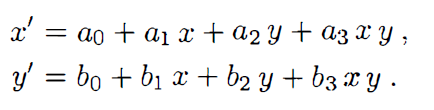 x′ = a₀ + a₁ x + a₂ y + a₃ x y ,
y′ = b₀ + b₁ x + b₂ y + b₃ x y .